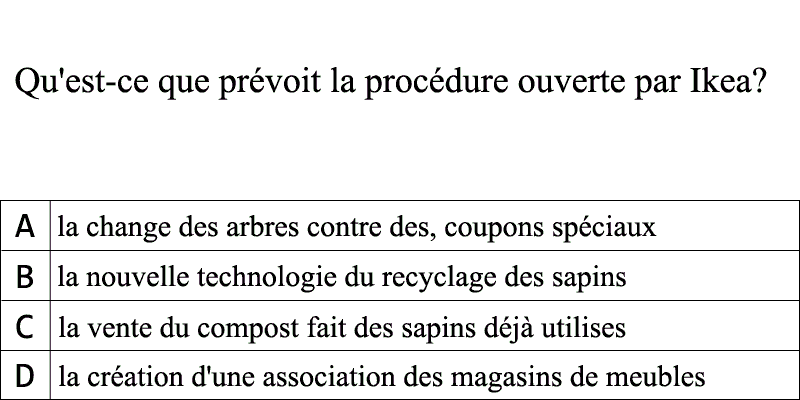 Qu'est-ce que prévoit la procédure ouverte par Ikea?
A la change des arbres contre des, coupons spéciaux
B la nouvelle technologie du recyclage des sapins
C la vente du compost fait des sapins déjà utilises
D la création d'une association des magasins de meubles